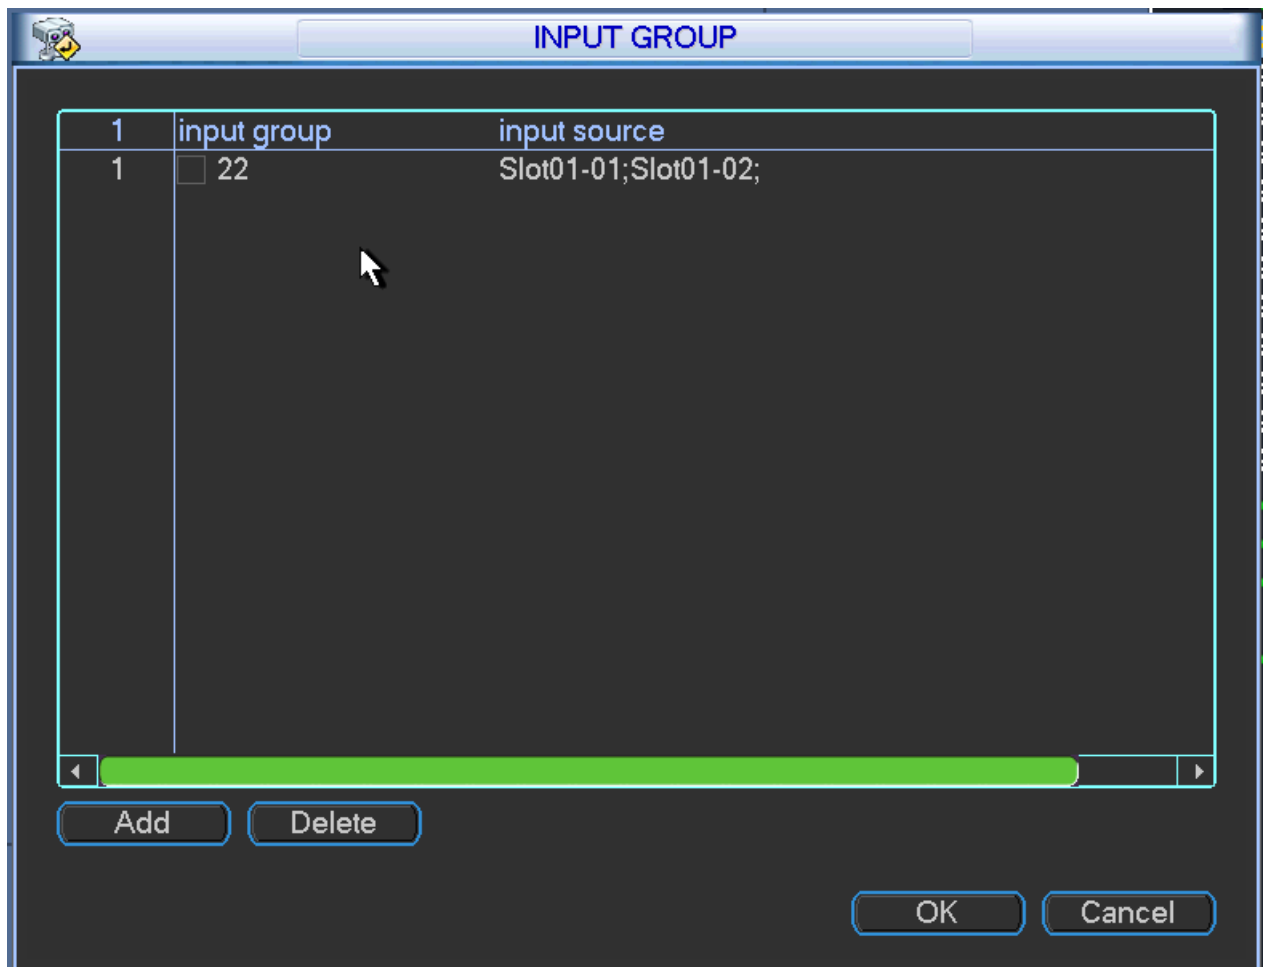 INPUT GROUP
1 input group input source
1 22 Slot01-01;Slot01-02;
Add Delete
OK Cancel